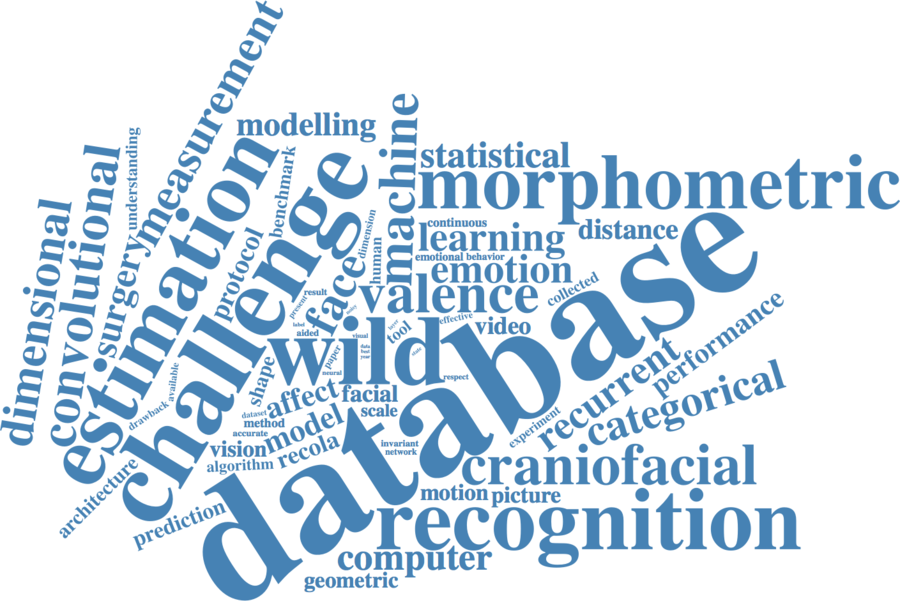 measurement
understanding
modelling
machine
statistical
morphometric
convolutional
dimensional
surgery
estimation
benchmark
challenge
protocol
dimension
human
continuous
learning
distance
emotional behavior
emotion
face
valence
collected
database
result
present
label
aided
wild
visual
tool
effective
video
performance
recurrent
categorical
paper
neural
data
year
respect
shape
available
drawback
dataset
affect
facial
scale
method
accurate
model
vision
recola
algorithm
invariant
network
experiment
craniofacial
architecture
prediction
motion
picture
recognition
computer
geometric